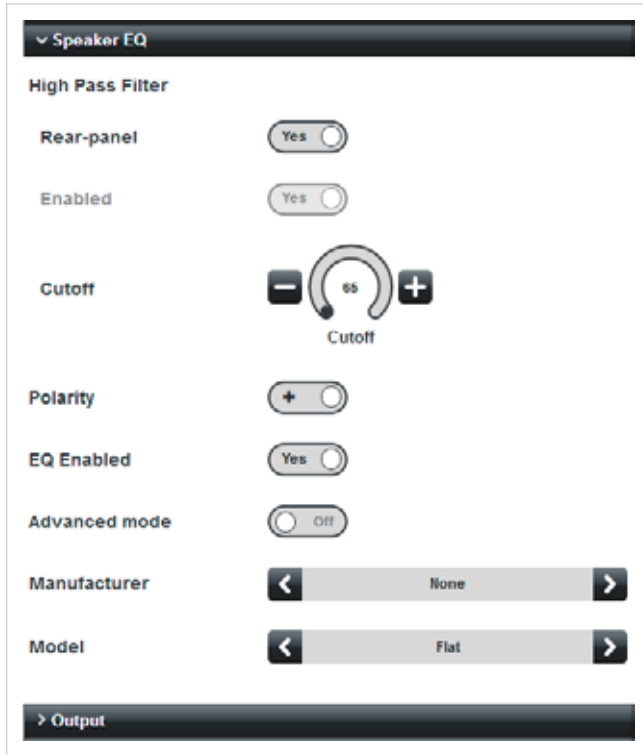 Speaker EQ
High Pass Filter
Rear-panel Yes
Enabled Yes
Cutoff 65
Cutoff
Polarity +
EQ Enabled Yes
Advanced mode Off
Manufacturer None
Model Flat
Output